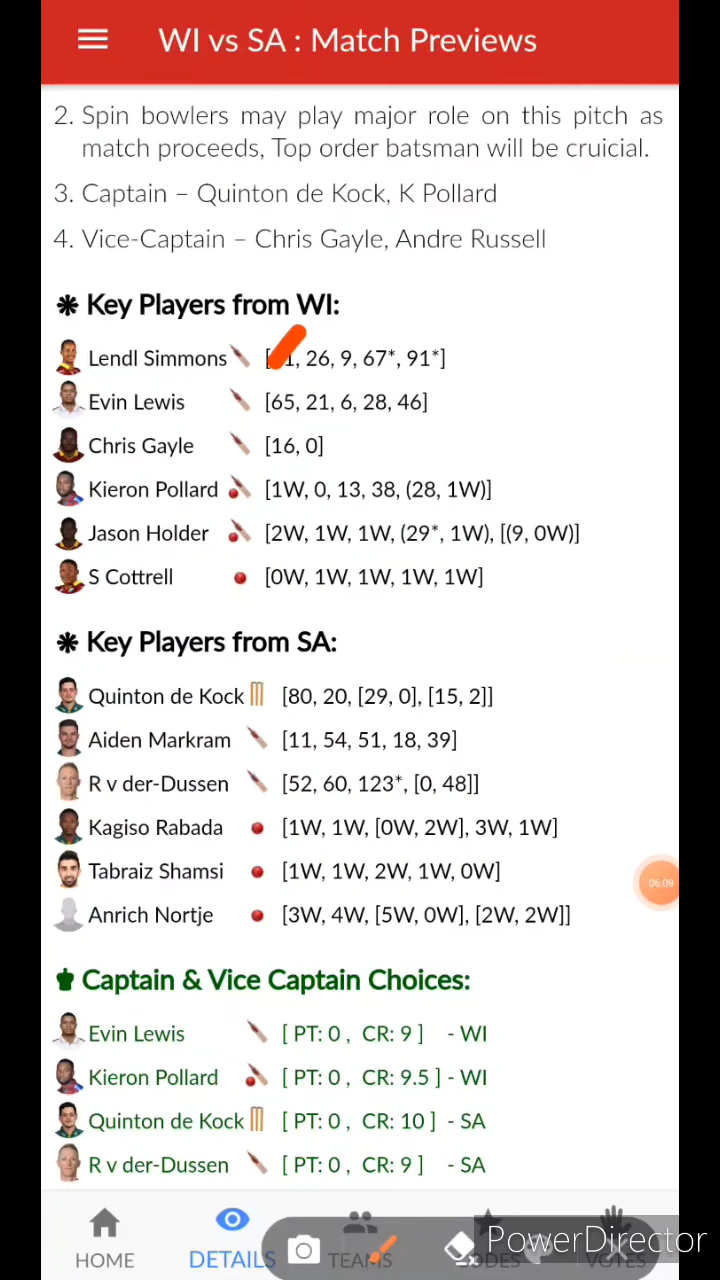 WI vs SA : Match Previews
2. Spin bowlers may play major role on this pitch as
match proceeds, Top order batsman will be cruicial.
3. Captain – Quinton de Kock, K Pollard
4. Vice-Captain – Chris Gayle, Andre Russell
❋ Key Players from WI:
Lendl Simmons 26, 9, 67*, 91*]
Evin Lewis [65, 21, 6, 28, 46]
Chris Gayle [16, 0]
Kieron Pollard [1W, 0, 13, 38, (28, 1W)]
Jason Holder [2W, 1W, 1W, (29*, 1W), [(9, 0W)]
S Cottrell [0W, 1W, 1W, 1W, 1W]
❋ Key Players from SA:
Quinton de Kock [80, 20, [29, 0], [15, 2]]
Aiden Markram [11, 54, 51, 18, 39]
R v der-Dussen [52, 60, 123*, [0, 48]]
Kagiso Rabada [1W, 1W, [0W, 2W], 3W, 1W]
Tabraiz Shamsi [1W, 1W, 2W, 1W, 0W]
Anrich Nortje [3W, 4W, [5W, 0W], [2W, 2W]]
06:09
Captain & Vice Captain Choices:
Evin Lewis [ PT: 0 , CR: 9 ] - WI
Kieron Pollard [ PT: 0 , CR: 9.5 ] - WI
Quinton de Kock [ PT: 0 , CR: 10 ] - SA
R v der-Dussen [ PT: 0 , CR: 9 ] - SA
PowerDirector
HOME DETAILS TEAMS VOTES